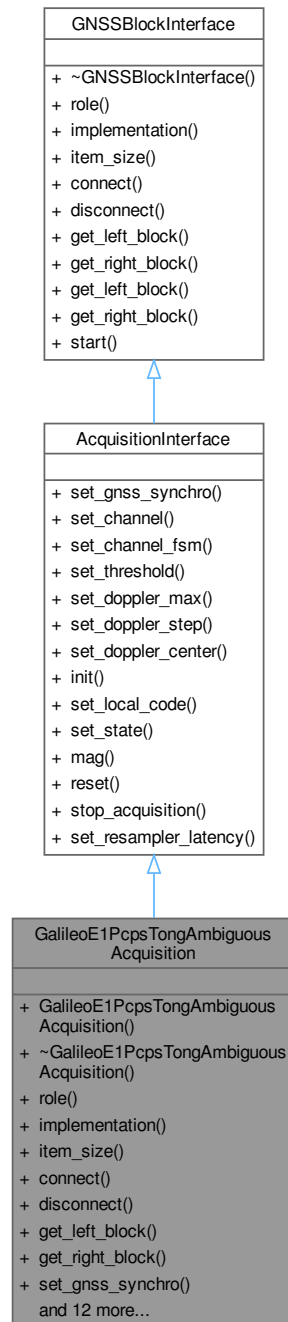 GNSSBlockInterface
+ ~GNSSBlockInterface()
+ role()
+ implementation()
+ item_size()
+ connect()
+ disconnect()
+ get_left_block()
+ get_right_block()
+ get_left_block()
+ get_right_block()
+ start()
AcquisitionInterface
+ set_gnss_synchro()
+ set_channel()
+ set_channel_fsm()
+ set_threshold()
+ set_doppler_max()
+ set_doppler_step()
+ set_doppler_center()
+ init()
+ set_local_code()
+ set_state()
+ mag()
+ reset()
+ stop_acquisition()
+ set_resampler_latency()
GalileoE1PcpsTongAmbiguous
Acquisition
+ GalileoE1PcpsTongAmbiguous
Acquisition()
+ ~GalileoE1PcpsTongAmbiguous
Acquisition()
+ role()
+ implementation()
+ item_size()
+ connect()
+ disconnect()
+ get_left_block()
+ get_right_block()
+ set_gnss_synchro()
and 12 more...